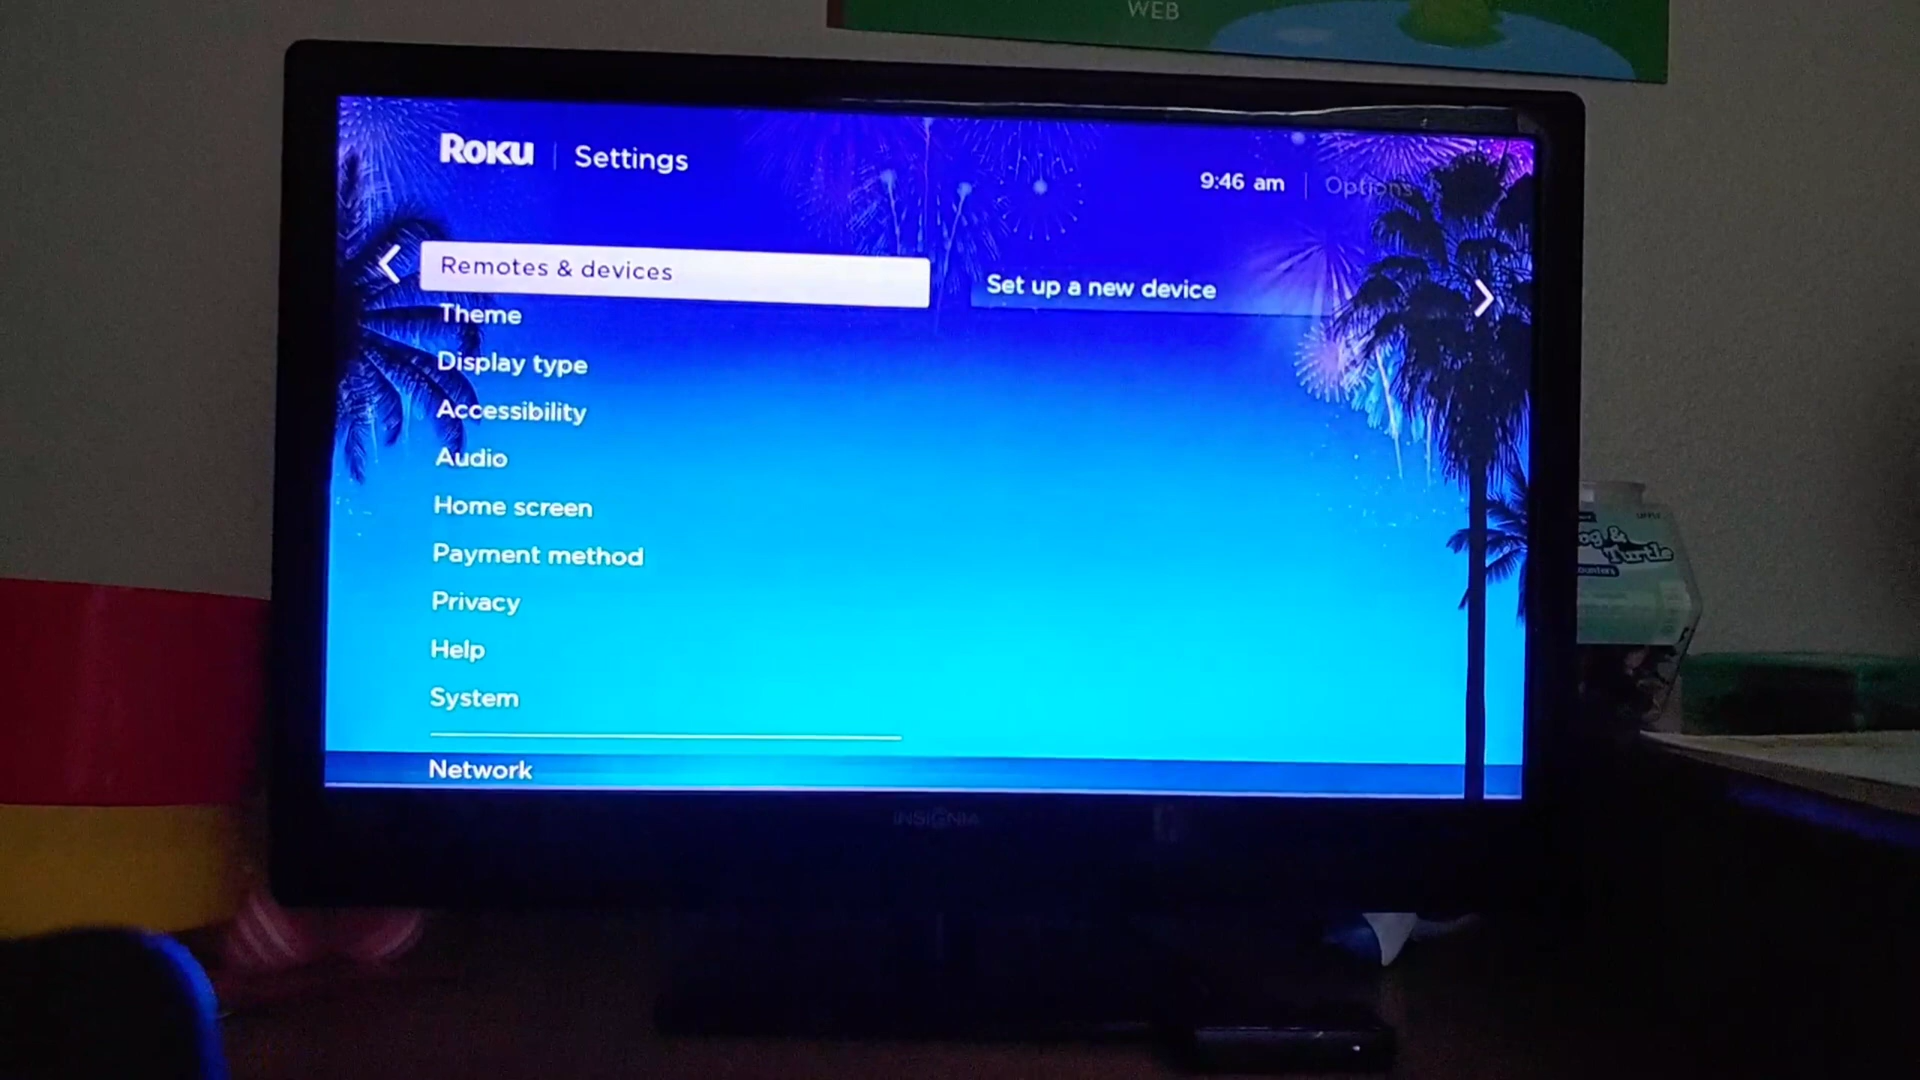 WEB
Roku | Settings
9:46 am | Options
Remotes & devices
Set up a new device
Theme
Display type
Accessibility
Audio
Home screen
Payment method
Privacy
Help
System
Network
INSIGNIA
Turtle